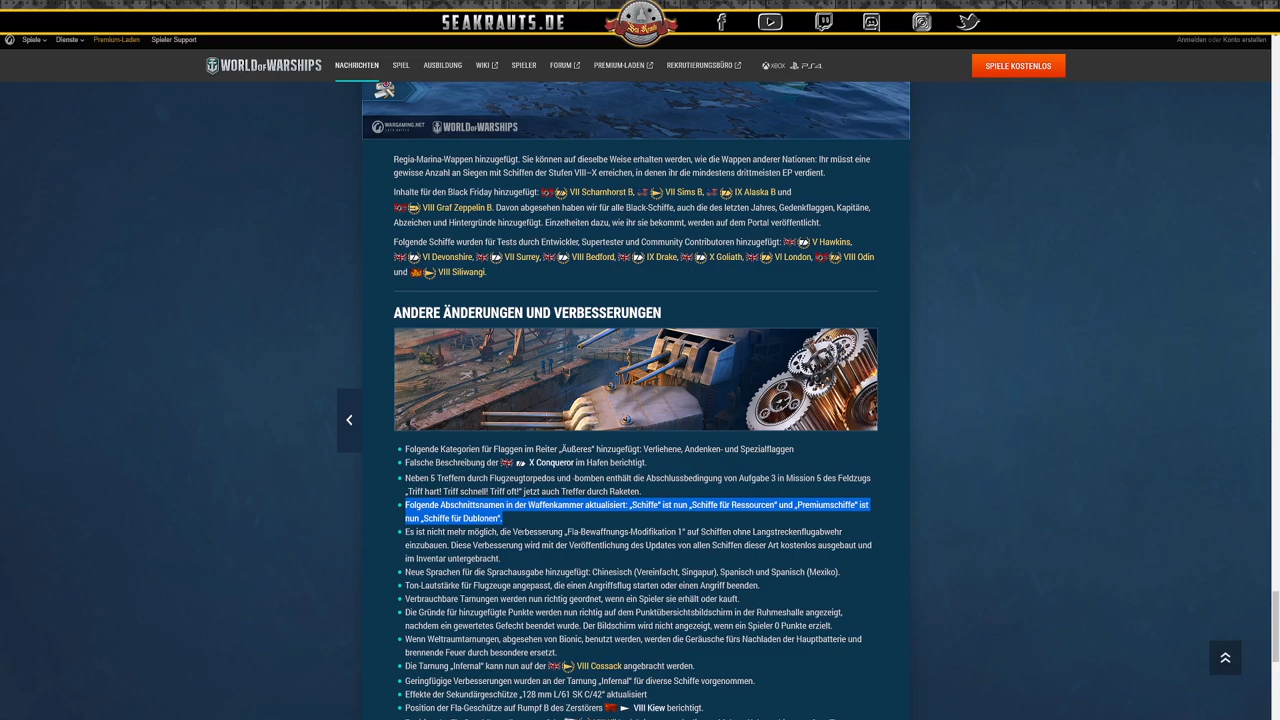 SEAKRAUTS.DE
Sea Krauts
Spiele Dienste Premium-Laden Spieler Support
Anmelden oder Konto erstellen
WORLD OF WARSHIPS NACHRICHTEN SPIEL AUSBILDUNG WIKI SPIELER FORUM PREMIUM-LADEN REKRUTIERUNGSBÜRO XBOX PS4 SPIELE KOSTENLOS
WARGAMING.NET LET'S BATTLE WORLD OF WARSHIPS
Regia-Marina-Wappen hinzugefügt. Sie können auf dieselbe Weise erhalten werden, wie die Wappen anderer Nationen: Ihr müsst eine
gewisse Anzahl an Siegen mit Schiffen der Stufen VIII–X erreichen, in denen ihr die mindestens drittmeisten EP verdient.
Inhalte für den Black Friday hinzugefügt: VII Scharnhorst B, VII Sims B, IX Alaska B und
VIII Graf Zeppelin B. Davon abgesehen haben wir für alle Black-Schiffe, auch die des letzten Jahres, Gedenkflaggen, Kapitäne,
Abzeichen und Hintergründe hinzugefügt. Einzelheiten dazu, wie ihr sie bekommt, werden auf dem Portal veröffentlicht.
Folgende Schiffe wurden für Tests durch Entwickler, Supertester und Community Contributoren hinzugefügt: V Hawkins,
VI Devonshire, VII Surrey, VIII Bedford, IX Drake, X Goliath, VI London, VIII Odin
und VIII Siliwangi.
ANDERE ÄNDERUNGEN UND VERBESSERUNGEN
Folgende Kategorien für Flaggen im Reiter „Äußeres“ hinzugefügt: Verliehene, Andenken- und Spezialflaggen
Falsche Beschreibung der X Conqueror im Hafen berichtigt.
Neben 5 Treffern durch Flugzeugtorpedos und -bomben enthält die Abschlussbedingung von Aufgabe 3 in Mission 5 des Feldzugs
„Triff hart! Triff schnell! Triff oft!“ jetzt auch Treffer durch Raketen.
Folgende Abschnittsnamen in der Waffenkammer aktualisiert: „Schiffe“ ist nun „Schiffe für Ressourcen“ und „Premiumschiffe“ ist
nun „Schiffe für Dublonen“.
Es ist nicht mehr möglich, die Verbesserung „Fla-Bewaffnungs-Modifikation 1“ auf Schiffen ohne Langstreckenflugabwehr
einzubauen. Diese Verbesserung wird mit der Veröffentlichung des Updates von allen Schiffen dieser Art kostenlos ausgebaut und
im Inventar untergebracht.
Neue Sprachen für die Sprachausgabe hinzugefügt: Chinesisch (Vereinfacht, Singapur), Spanisch und Spanisch (Mexiko).
Ton-Lautstärke für Flugzeuge angepasst, die einen Angriffsflug starten oder einen Angriff beenden.
Verbrauchbare Tarnungen werden nun richtig geordnet, wenn ein Spieler sie erhält oder kauft.
Die Gründe für hinzugefügte Punkte werden nun richtig auf dem Punktübersichtsbildschirm in der Ruhmeshalle angezeigt,
nachdem ein gewertetes Gefecht beendet wurde. Der Bildschirm wird nicht angezeigt, wenn ein Spieler 0 Punkte erzielt.
Wenn Weltraumtarnungen, abgesehen von Bionic, benutzt werden, werden die Geräusche fürs Nachladen der Hauptbatterie und
brennende Feuer durch besondere ersetzt.
Die Tarnung „Infernal“ kann nun auf der VIII Cossack angebracht werden.
Geringfügige Verbesserungen wurden an der Tarnung „Infernal“ für diverse Schiffe vorgenommen.
Effekte der Sekundärgeschütze „128 mm L/61 SK C/42“ aktualisiert
Position der Fla-Geschütze auf Rumpf B des Zerstörers VIII Kiew berichtigt.